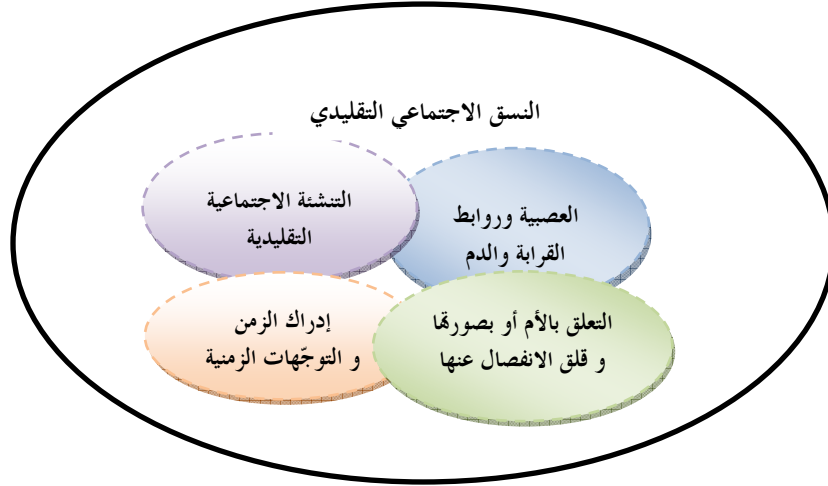 النسق الاجتماعي التقليدي
العصبية وروابط
القرابة والدم
التنشئة الاجتماعية
التقليدية
التعلق بالأم أو بصورتها
و قلق الانفصال عنها
إدراك الزمن
و التوجّهات الزمنية